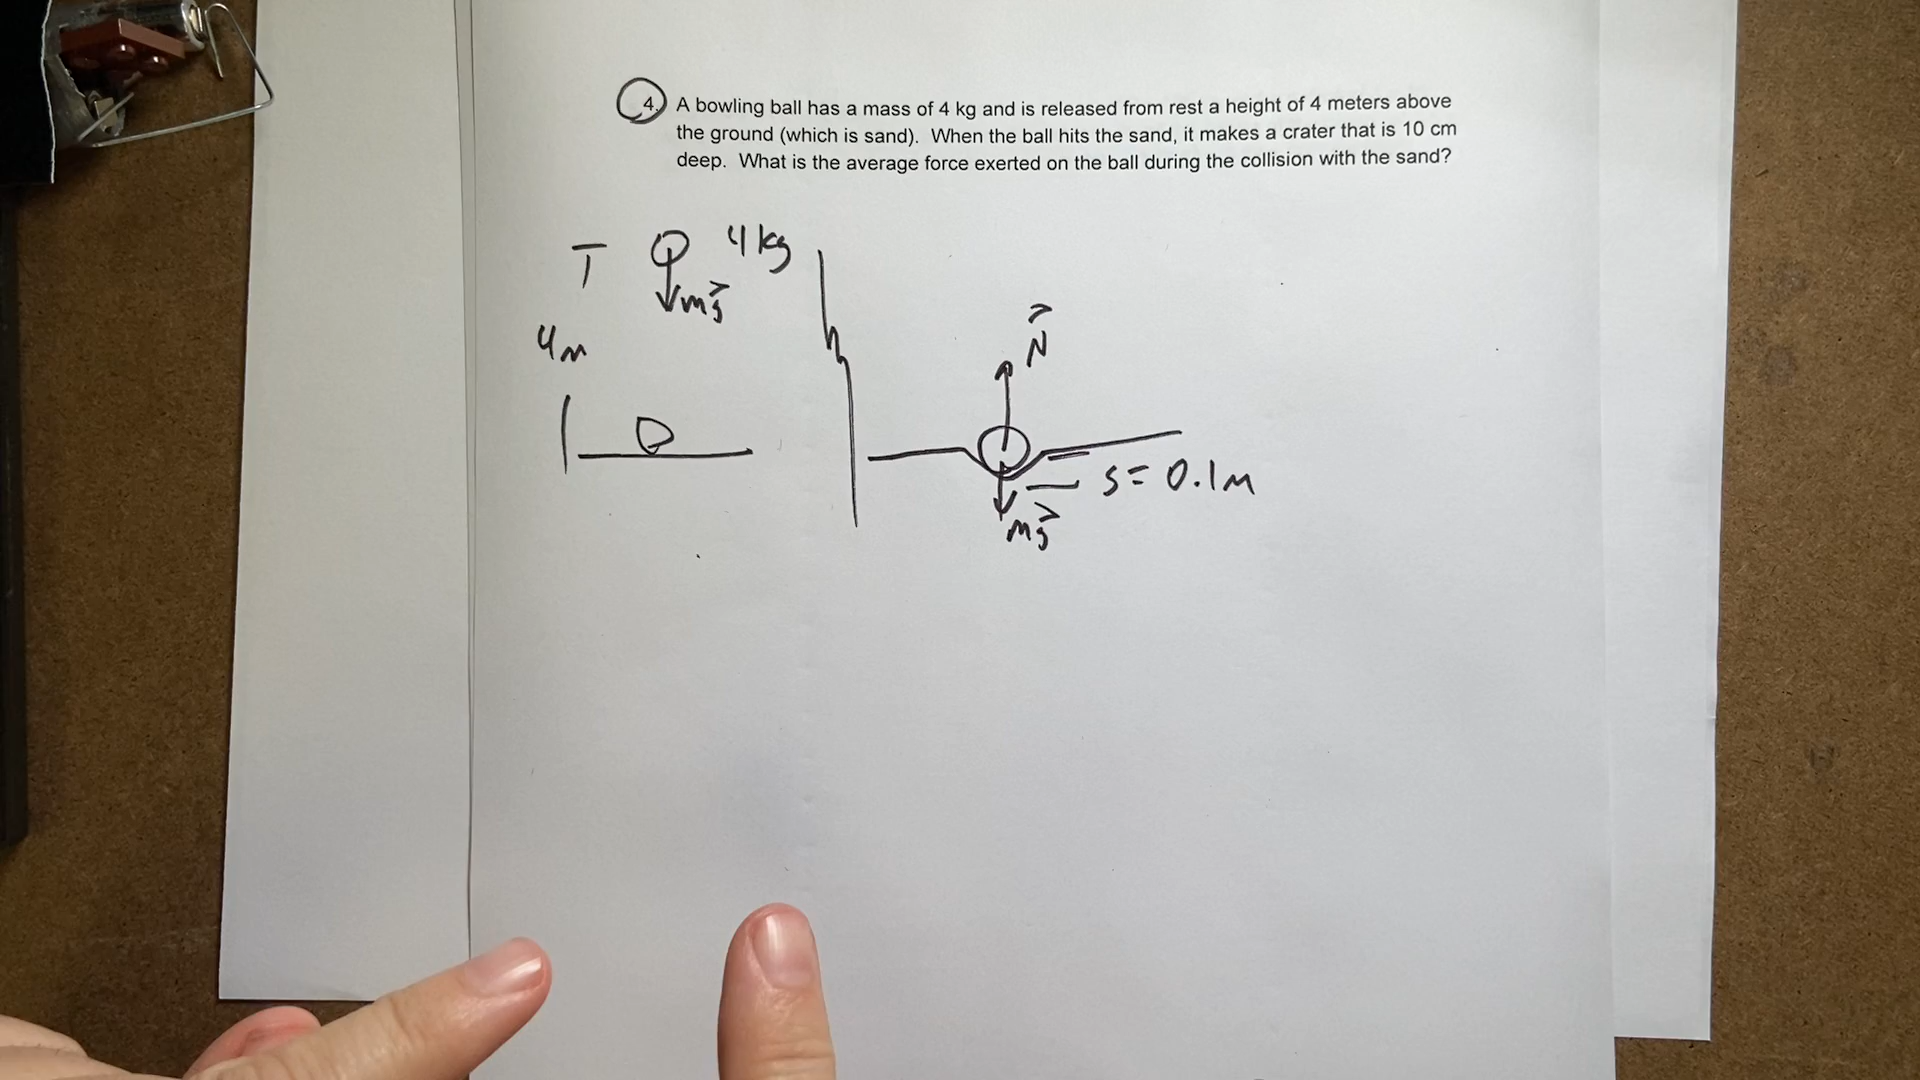 4. A bowling ball has a mass of 4 kg and is released from rest a height of 4 meters above
the ground (which is sand). When the ball hits the sand, it makes a crater that is 10 cm
deep. What is the average force exerted on the ball during the collision with the sand?
4kg
mg⃗
4m
N⃗
s = 0.1m
mg⃗